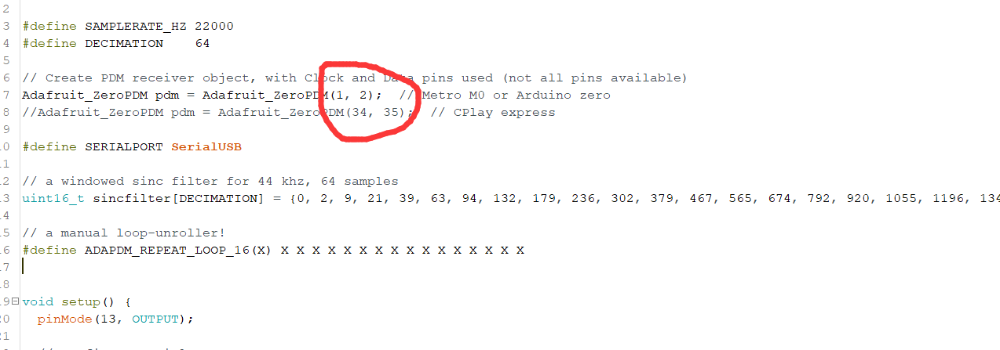 2
3 #define SAMPLERATE_HZ 22000
4 #define DECIMATION    64
5
6 // Create PDM receiver object, with Clock and Data pins used (not all pins available)
7 Adafruit_ZeroPDM pdm = Adafruit_ZeroPDM(1, 2);  // Metro M0 or Arduino zero
8 //Adafruit_ZeroPDM pdm = Adafruit_ZeroPDM(34, 35);  // CPlay express
9
0 #define SERIALPORT SerialUSB
1
2 // a windowed sinc filter for 44 khz, 64 samples
3 uint16_t sincfilter[DECIMATION] = {0, 2, 9, 21, 39, 63, 94, 132, 179, 236, 302, 379, 467, 565, 674, 792, 920, 1055, 1196, 134
4
5 // a manual loop-unroller!
6 #define ADAPDM_REPEAT_LOOP_16(X) X X X X X X X X X X X X X X X X
7
8
9 void setup() {
20   pinMode(13, OUTPUT);
21